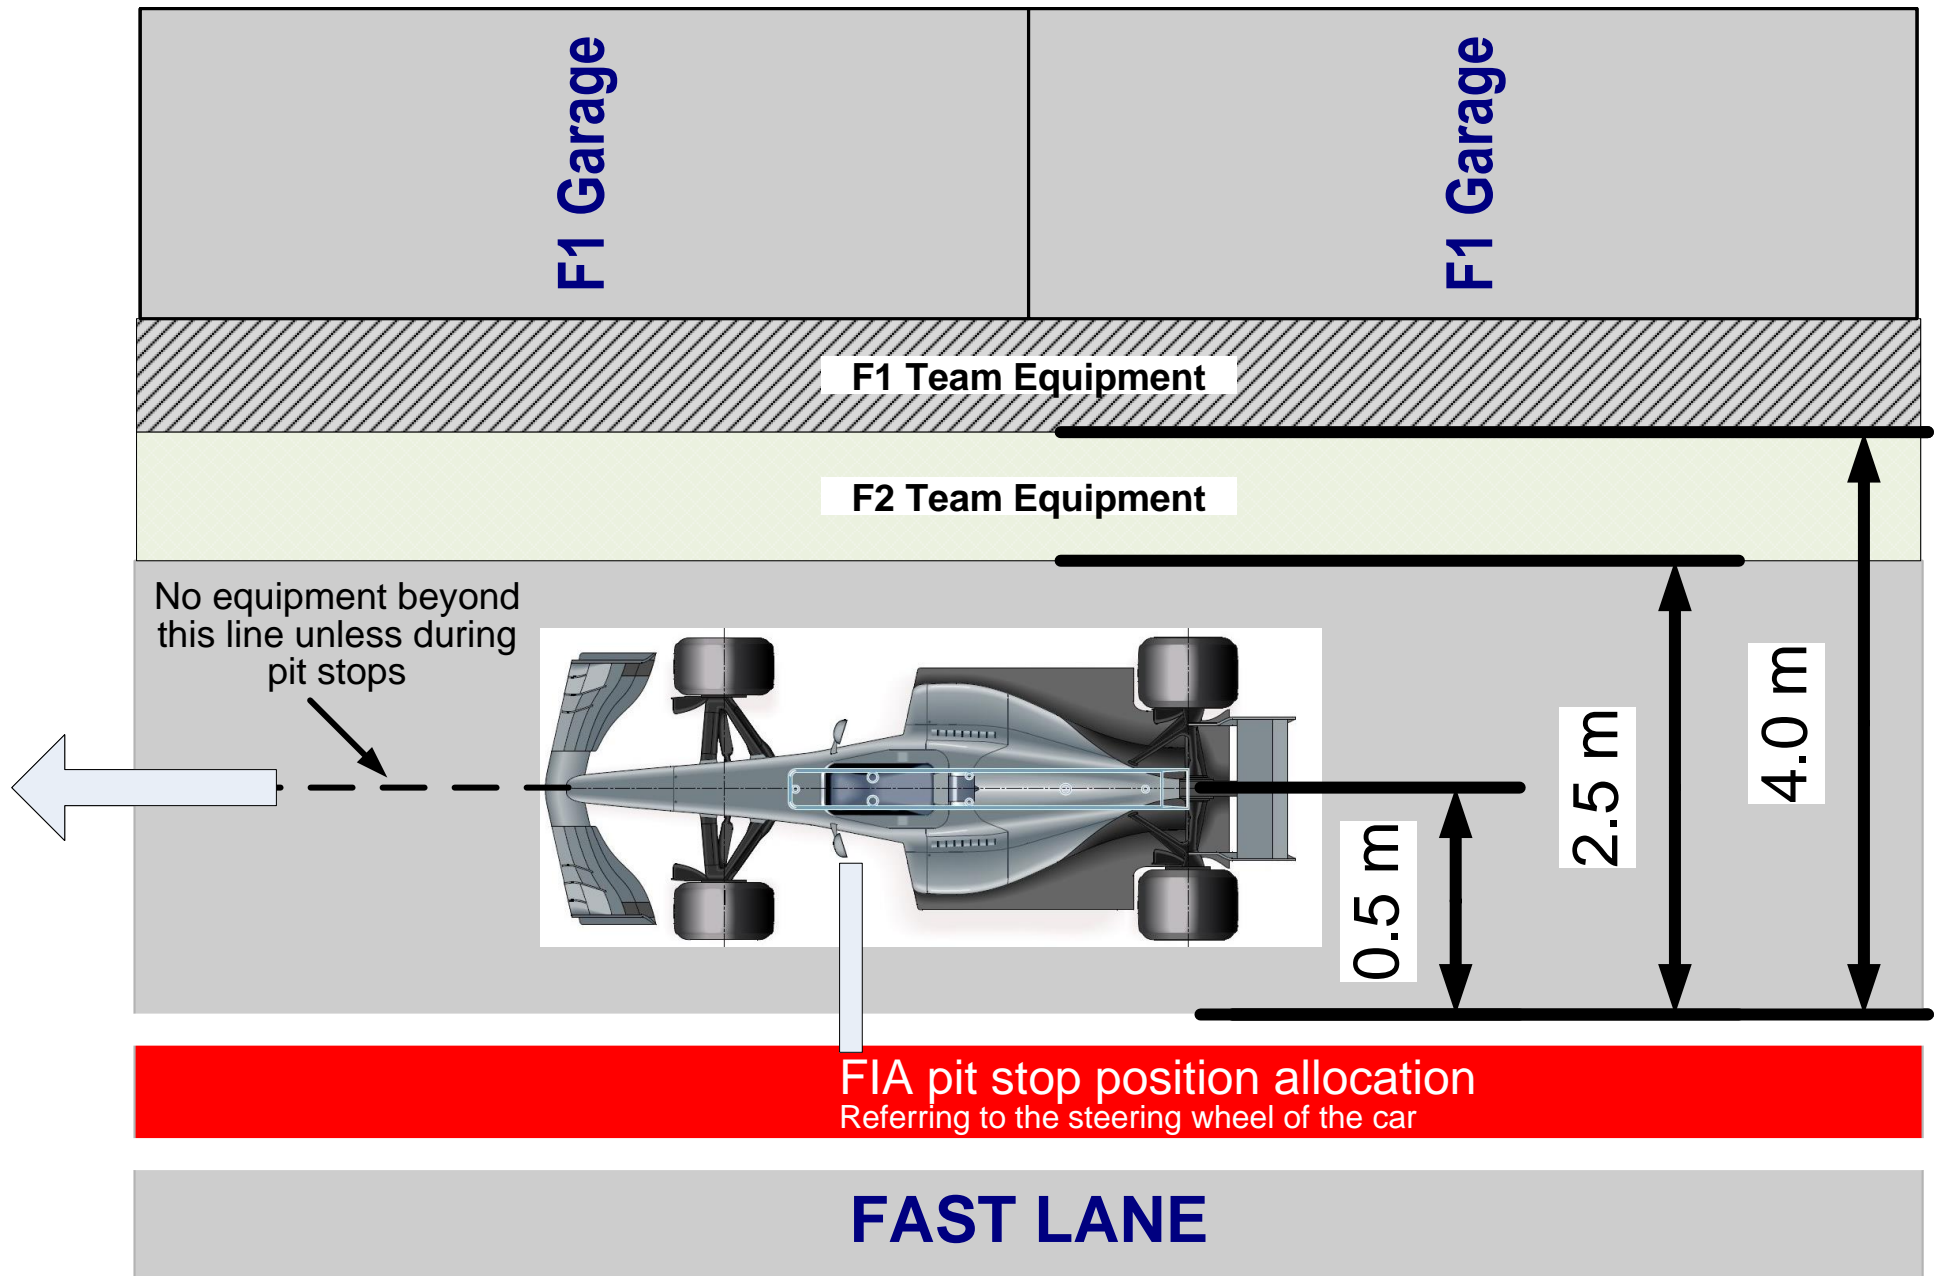 F1 Garage
F1 Garage
F1 Team Equipment
F2 Team Equipment
No equipment beyond
this line unless during
pit stops
0.5 m
2.5 m
4.0 m
FIA pit stop position allocation
Referring to the steering wheel of the car
FAST LANE